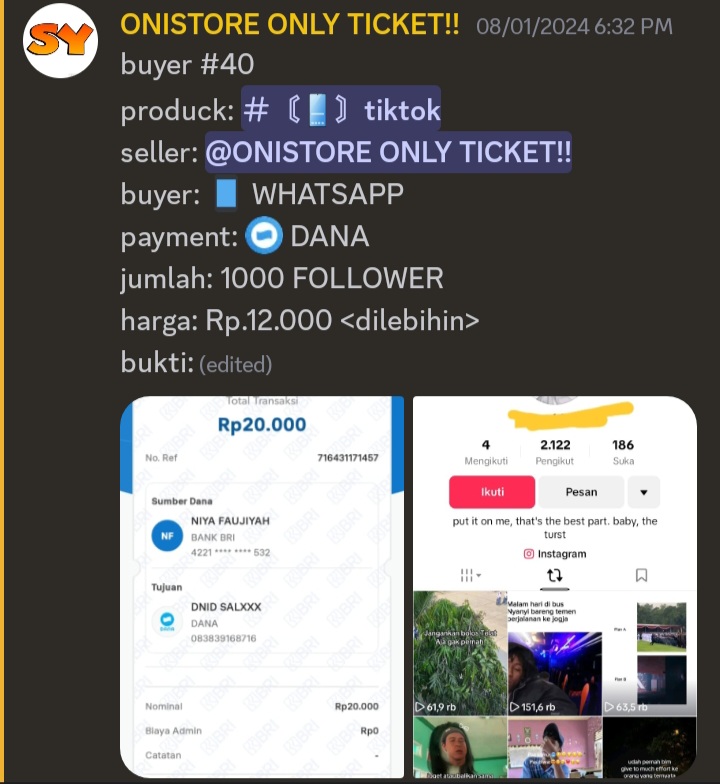 SY
ONISTORE ONLY TICKET!! 08/01/2024 6:32 PM
buyer #40
produck: # 〘📱〙tiktok
seller: @ONISTORE ONLY TICKET!!
buyer: WHATSAPP
payment: DANA
jumlah: 1000 FOLLOWER
harga: Rp.12.000 <dilebihin>
bukti: (edited)
Total Transaksi
Rp20.000
No. Ref 716431171457
Sumber Dana
NF
NIYA FAUJIYAH
BANK BRI
4221 **** **** 532
Tujuan
DNID SALXXX
DANA
083839168716
Nominal Rp20.000
Biaya Admin Rp0
Catatan -
4 2.122 186
Mengikuti Pengikut Suka
Ikuti Pesan
put it on me, that's the best part. baby, the
turst
Instagram
Jangankan bolos, Telat
Aja gak pernah
61,9 rb
Malam hari di bus
Nyanyi bareng temen
perjalanan ke jogja
151,6 rb
Plan A
Plan B
63,5 rb
udah pernah blm
give to much effort ke
orang yang ternyata